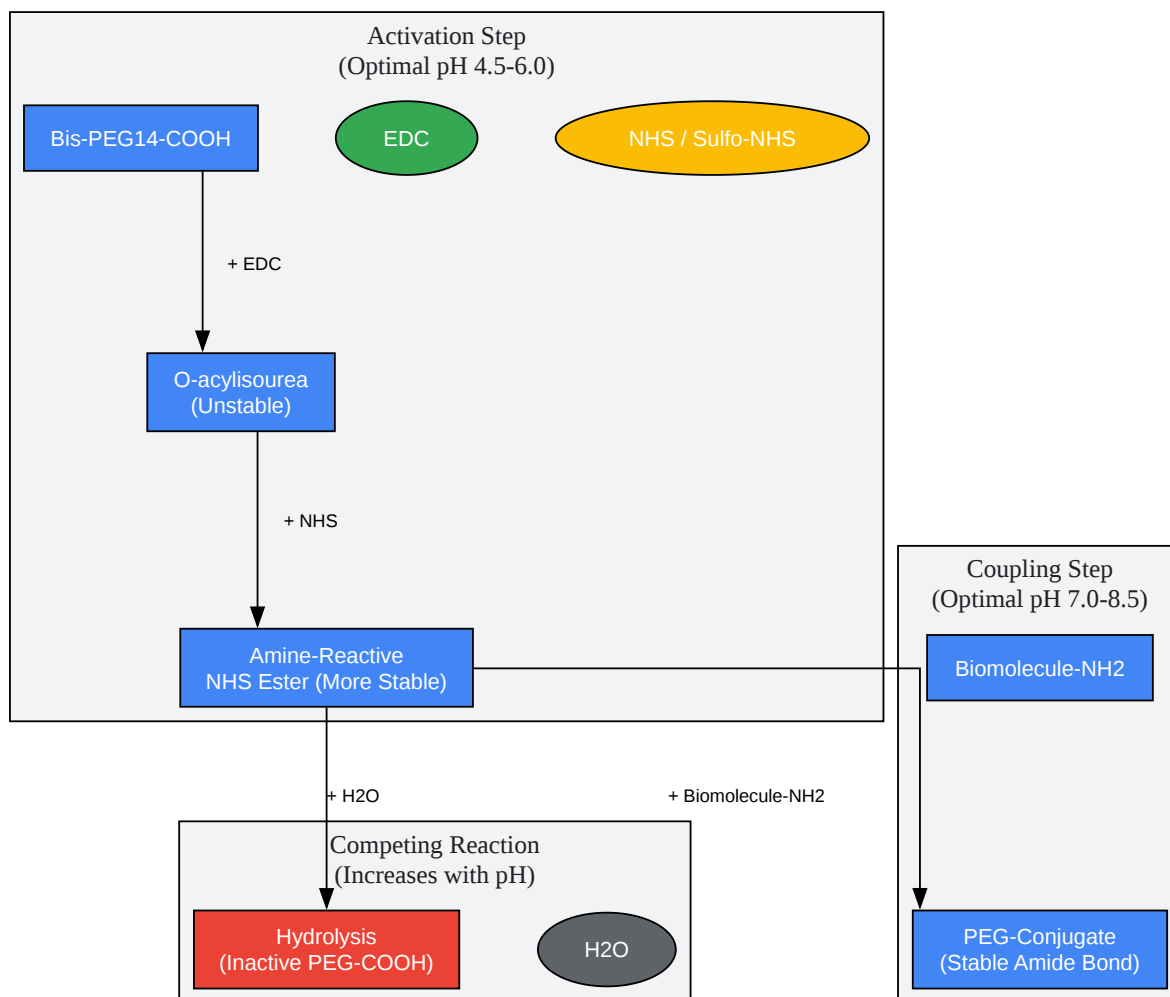 Activation Step
(Optimal pH 4.5-6.0)
Bis-PEG14-COOH
EDC
NHS / Sulfo-NHS
+ EDC
O-acylisourea
(Unstable)
+ NHS
Coupling Step
(Optimal pH 7.0-8.5)
Amine-Reactive
NHS Ester (More Stable)
Biomolecule-NH2
+ H2O
+ Biomolecule-NH2
Competing Reaction
(Increases with pH)
Hydrolysis
(Inactive PEG-COOH)
H2O
PEG-Conjugate
(Stable Amide Bond)